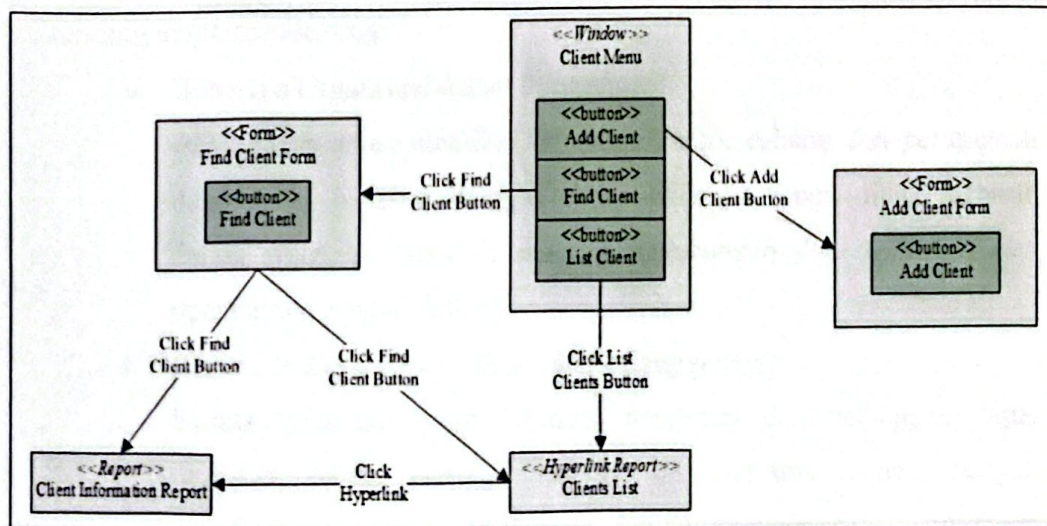 <<Window>>
Client Menu
<<button>>
Add Client
<<button>>
Find Client
<<button>>
List Client
<<Form>>
Find Client Form
<<button>>
Find Client
Click Find
Client Button
Click Add
Client Button
<<Form>>
Add Client Form
<<button>>
Add Client
Click Find
Client Button
Click Find
Client Button
Click List
Clients Button
<<Report>>
Client Information Report
Click
Hyperlink
<<Hyperlink Report>>
Clients List